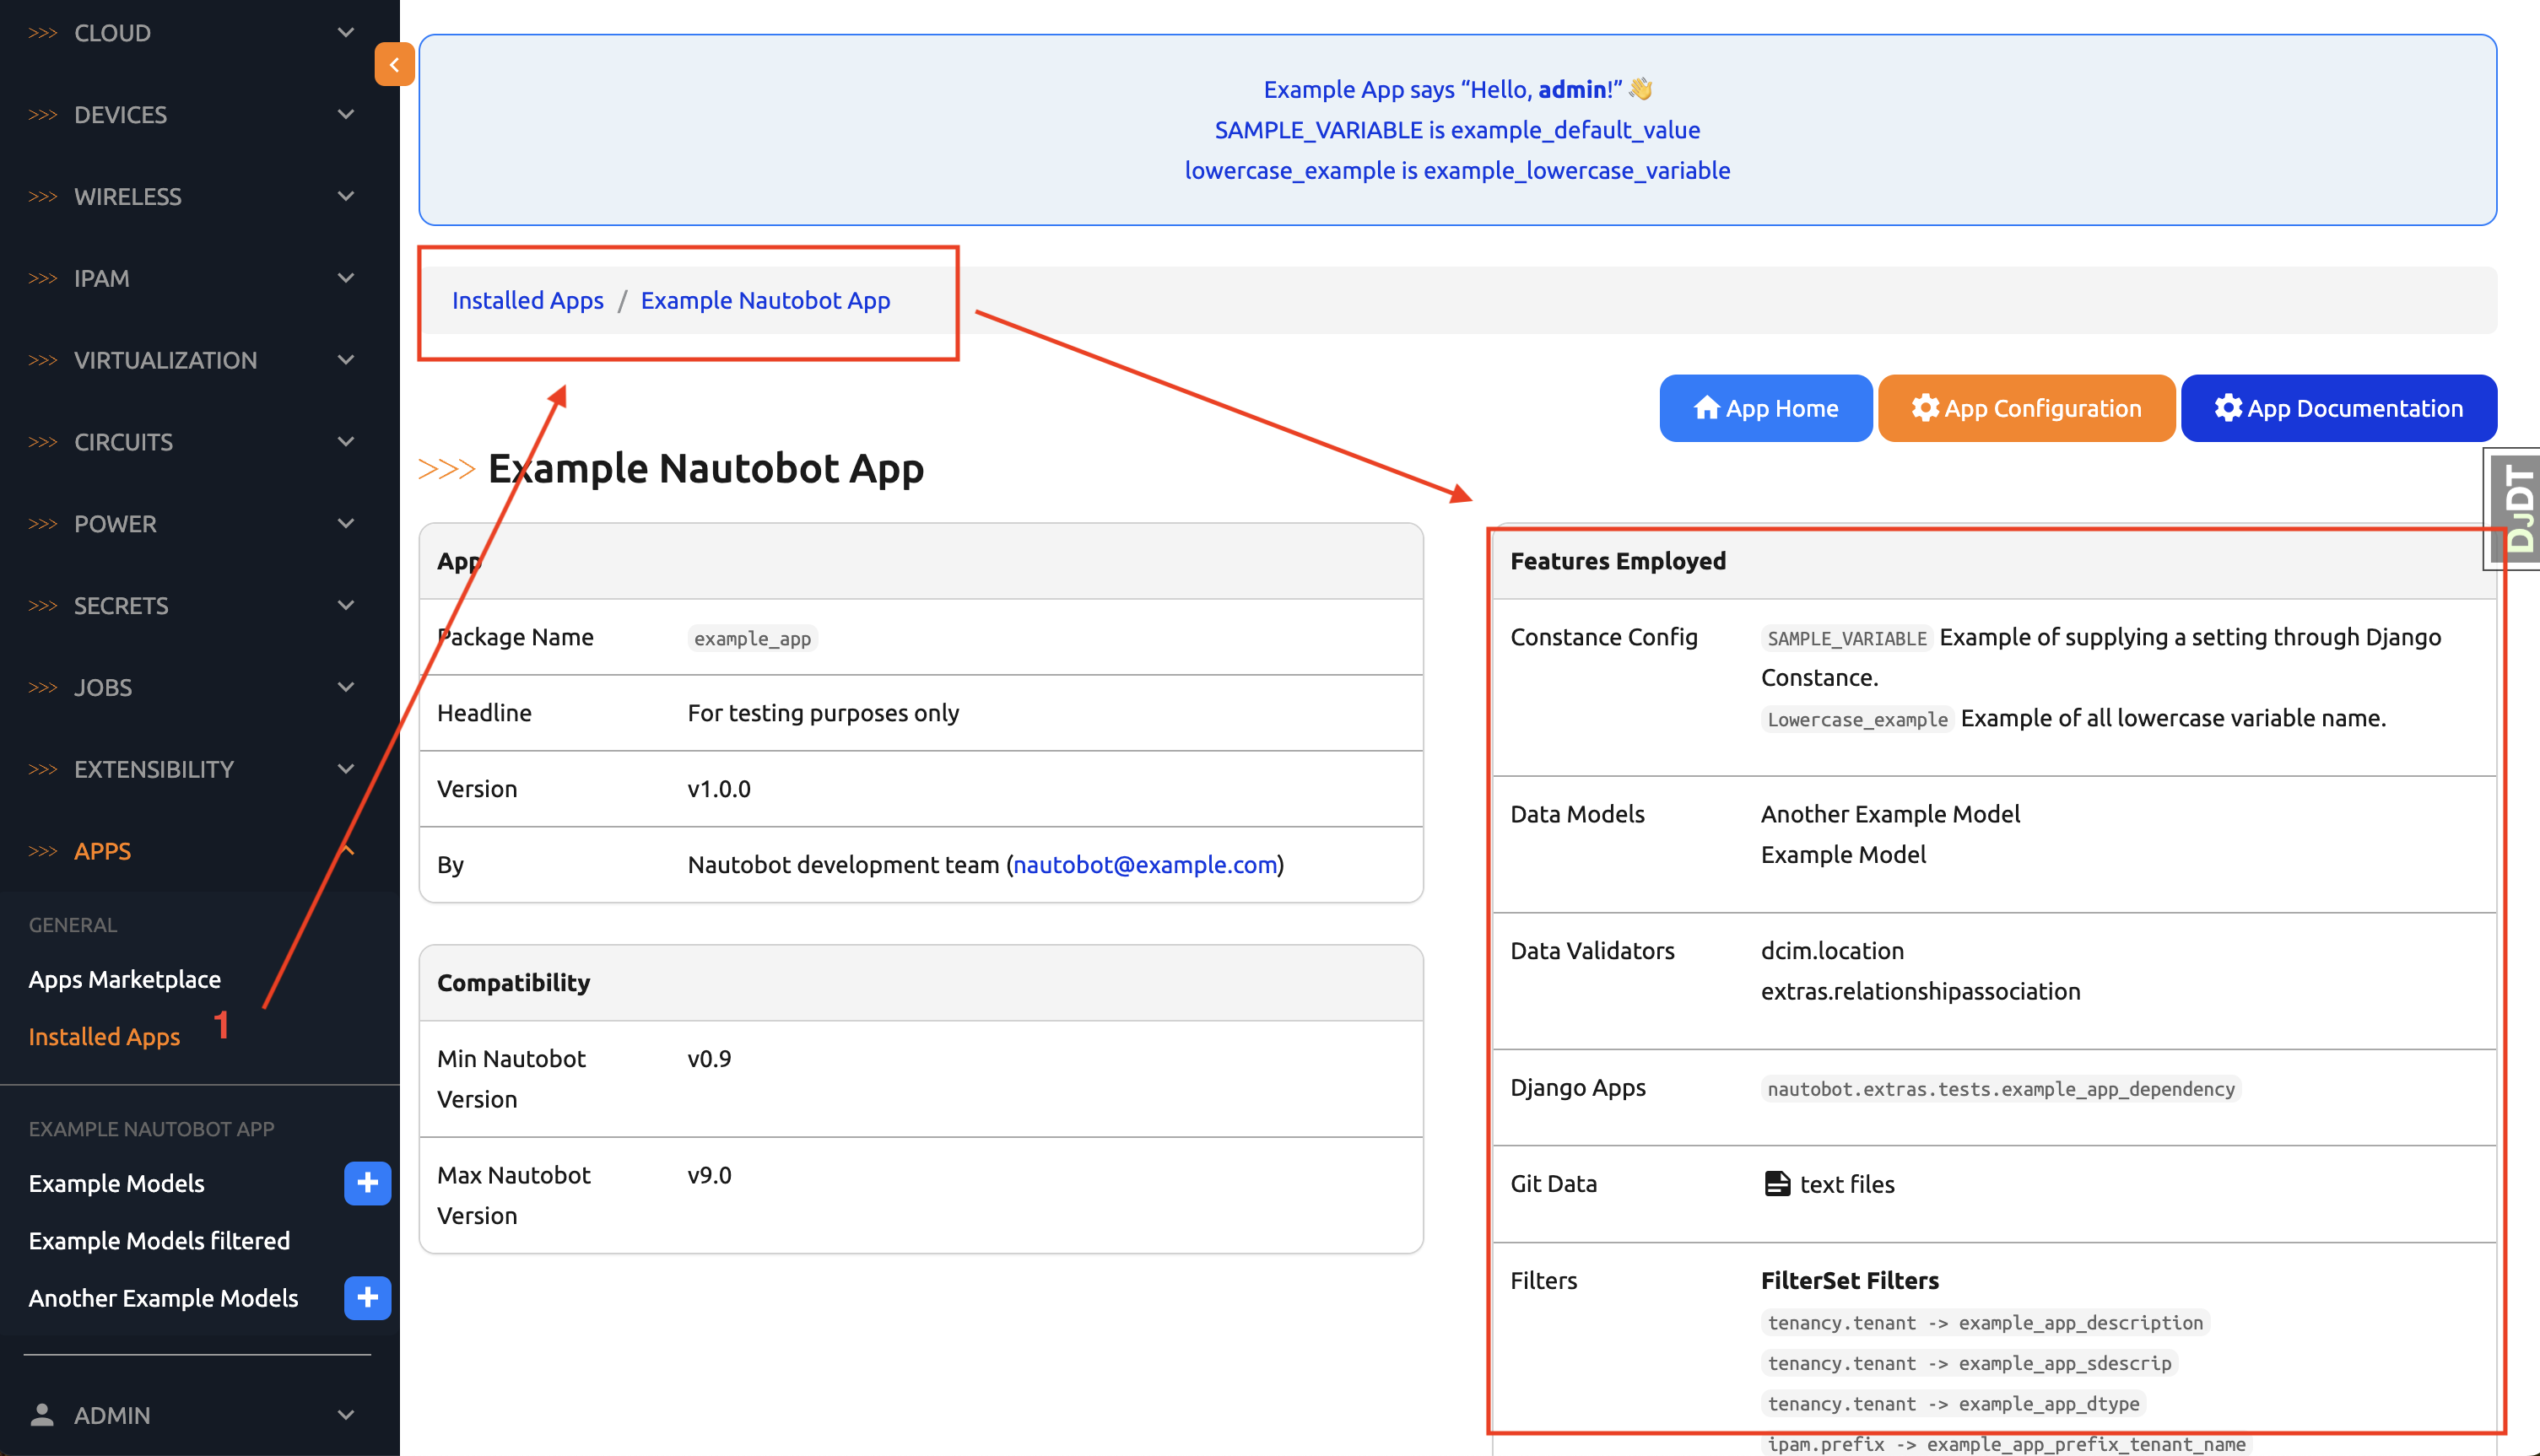 CLOUD
DEVICES
WIRELESS
IPAM
VIRTUALIZATION
CIRCUITS
POWER
SECRETS
JOBS
EXTENSIBILITY
APPS
GENERAL
Apps Marketplace
Installed Apps 1
EXAMPLE NAUTOBOT APP
Example Models
Example Models filtered
Another Example Models
ADMIN
Example App says “Hello, admin!” 👋
SAMPLE_VARIABLE is example_default_value
lowercase_example is example_lowercase_variable
Installed Apps / Example Nautobot App
App Home
App Configuration
App Documentation
DJDT
>>> Example Nautobot App
App
Package Name example_app
Headline For testing purposes only
Version v1.0.0
By Nautobot development team (nautobot@example.com)
Compatibility
Min Nautobot v0.9
Version
Max Nautobot v9.0
Version
Features Employed
Constance Config SAMPLE_VARIABLE Example of supplying a setting through Django
Constance.
Lowercase_example Example of all lowercase variable name.
Data Models Another Example Model
Example Model
Data Validators dcim.location
extras.relationshipassociation
Django Apps nautobot.extras.tests.example_app_dependency
Git Data text files
Filters FilterSet Filters
tenancy.tenant -> example_app_description
tenancy.tenant -> example_app_sdescrip
tenancy.tenant -> example_app_dtype
ipam.prefix -> example_app_prefix_tenant_name